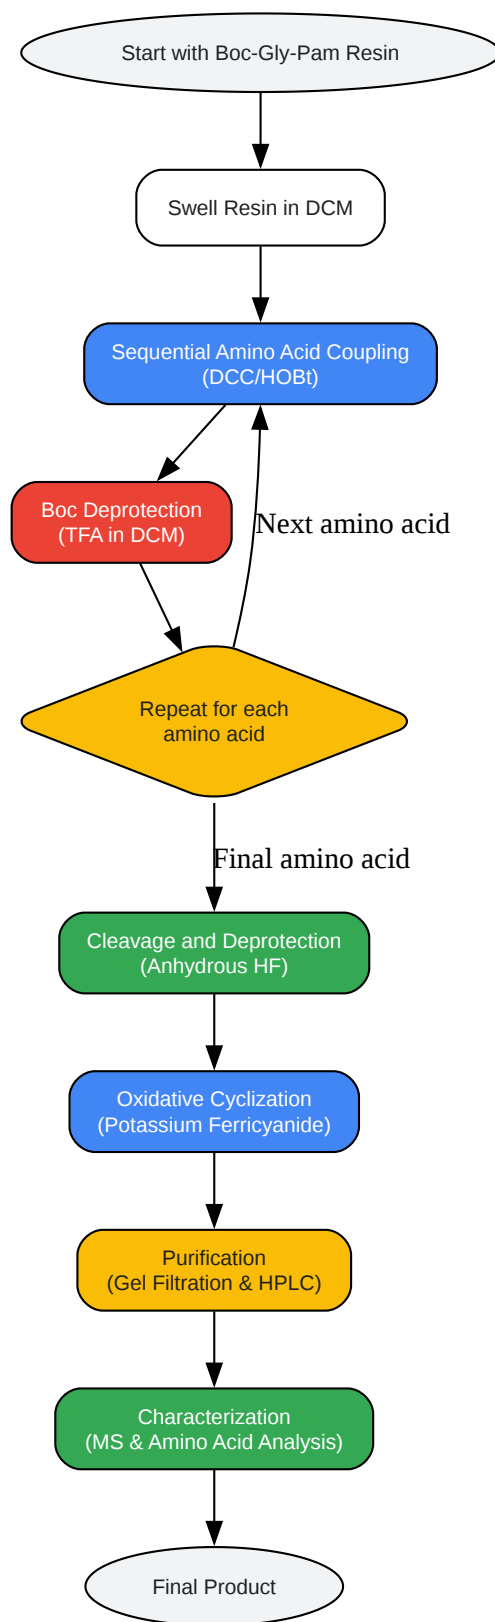 Start with Boc-Gly-Pam Resin
Swell Resin in DCM
Sequential Amino Acid Coupling
(DCC/HOBt)
Boc Deprotection
(TFA in DCM)
Next amino acid
Repeat for each
amino acid
Final amino acid
Cleavage and Deprotection
(Anhydrous HF)
Oxidative Cyclization
(Potassium Ferricyanide)
Purification
(Gel Filtration & HPLC)
Characterization
(MS & Amino Acid Analysis)
Final Product